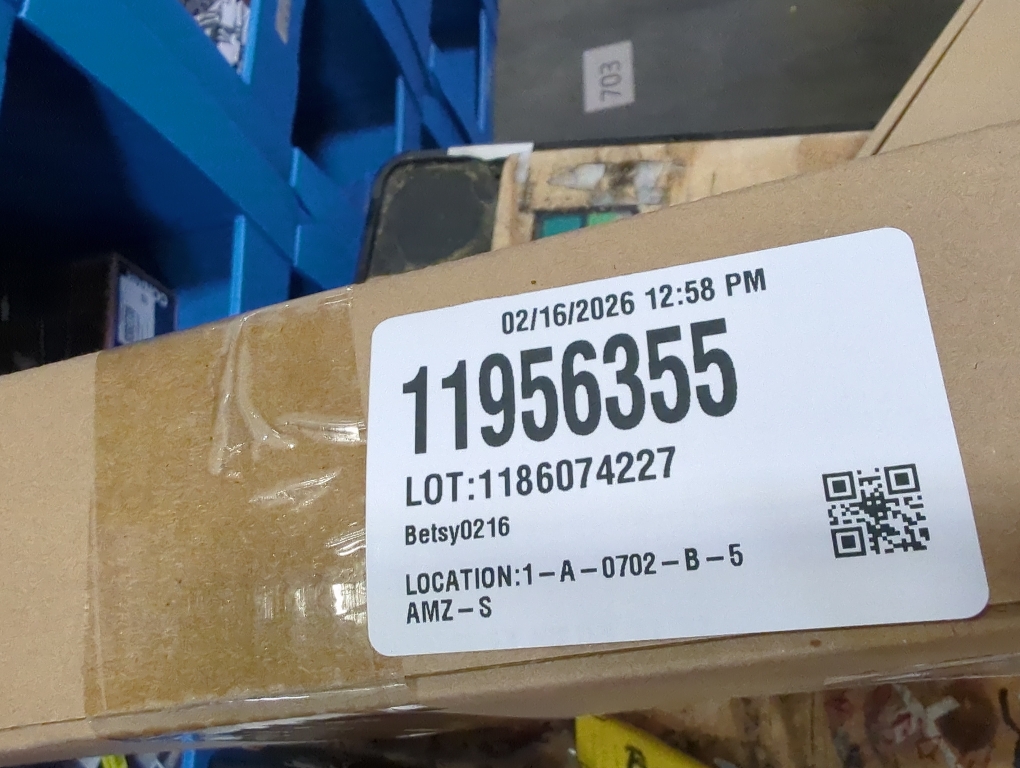 703
02/16/2026 12:58 PM
11956355
LOT:1186074227
Betsy0216
LOCATION:1-A-0702-B-5
AMZ-S